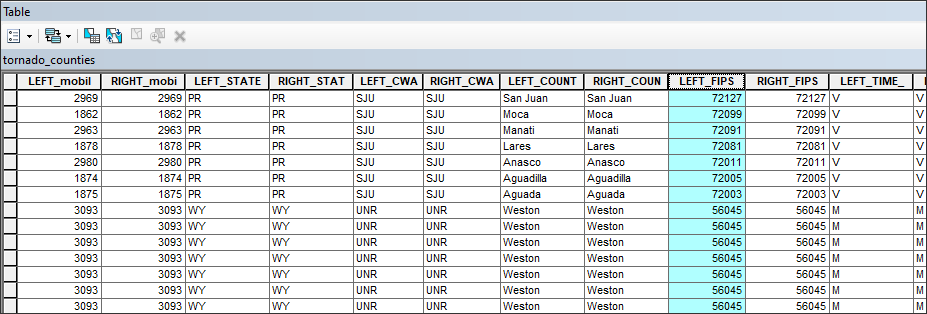 Table
tornado_counties
LEFT_mobil RIGHT_mobi LEFT_STATE RIGHT_STAT LEFT_CWA RIGHT_CWA LEFT_COUNT RIGHT_COUN LEFT_FIPS RIGHT_FIPS LEFT_TIME_
2969 2969 PR PR SJU SJU San Juan San Juan 72127 72127 V V
1862 1862 PR PR SJU SJU Moca Moca 72099 72099 V V
2963 2963 PR PR SJU SJU Manati Manati 72091 72091 V V
1878 1878 PR PR SJU SJU Lares Lares 72081 72081 V V
2980 2980 PR PR SJU SJU Anasco Anasco 72011 72011 V V
1874 1874 PR PR SJU SJU Aguadilla Aguadilla 72005 72005 V V
1875 1875 PR PR SJU SJU Aguada Aguada 72003 72003 V V
3093 3093 WY WY UNR UNR Weston Weston 56045 56045 M M
3093 3093 WY WY UNR UNR Weston Weston 56045 56045 M M
3093 3093 WY WY UNR UNR Weston Weston 56045 56045 M M
3093 3093 WY WY UNR UNR Weston Weston 56045 56045 M M
3093 3093 WY WY UNR UNR Weston Weston 56045 56045 M M
3093 3093 WY WY UNR UNR Weston Weston 56045 56045 M M
3093 3093 WY WY UNR UNR Weston Weston 56045 56045 M M